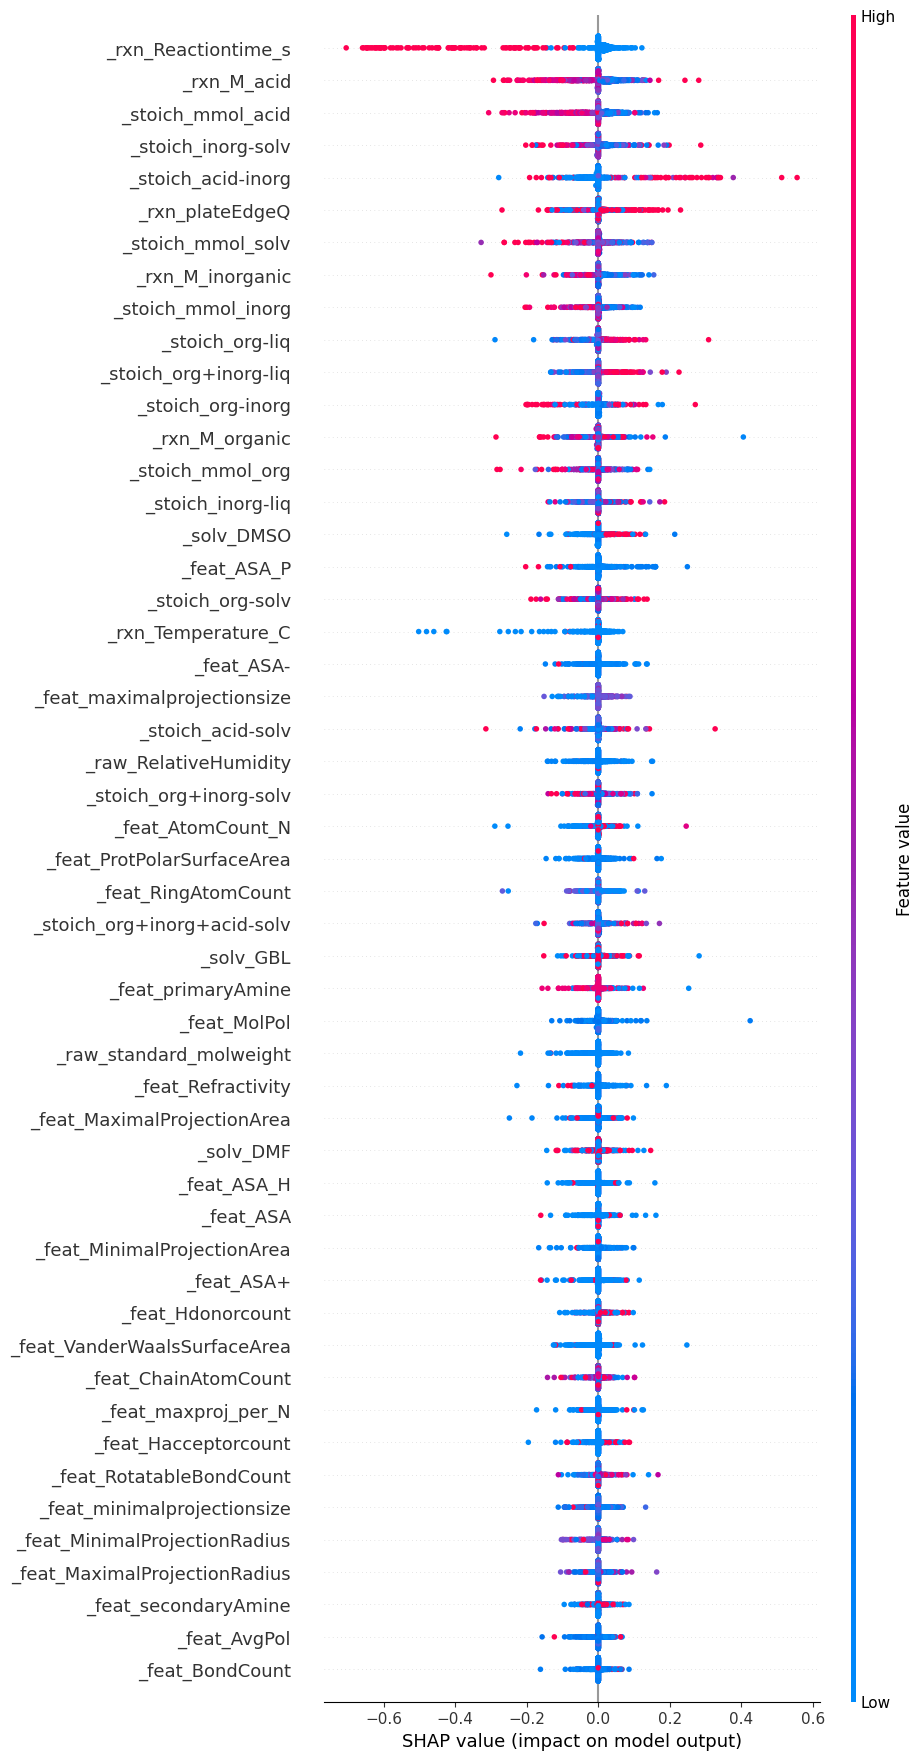 High
_rxn_Reactiontime_s
_rxn_M_acid
_stoich_mmol_acid
_stoich_inorg-solv
_stoich_acid-inorg
_rxn_plateEdgeQ
_stoich_mmol_solv
_rxn_M_inorganic
_stoich_mmol_inorg
_stoich_org-liq
_stoich_org+inorg-liq
_stoich_org-inorg
_rxn_M_organic
_stoich_mmol_org
_stoich_inorg-liq
_solv_DMSO
_feat_ASA_P
_stoich_org-solv
_rxn_Temperature_C
_feat_ASA-
_feat_maximalprojectionsize
_stoich_acid-solv
_raw_RelativeHumidity
_stoich_org+inorg-solv
_feat_AtomCount_N
_feat_ProtPolarSurfaceArea
_feat_RingAtomCount
_stoich_org+inorg+acid-solv
_solv_GBL
_feat_primaryAmine
_feat_MolPol
_raw_standard_molweight
_feat_Refractivity
_feat_MaximalProjectionArea
_solv_DMF
_feat_ASA_H
_feat_ASA
_feat_MinimalProjectionArea
_feat_ASA+
_feat_Hdonorcount
_feat_VanderWaalsSurfaceArea
_feat_ChainAtomCount
_feat_maxproj_per_N
_feat_Hacceptorcount
_feat_RotatableBondCount
_feat_minimalprojectionsize
_feat_MinimalProjectionRadius
_feat_MaximalProjectionRadius
_feat_secondaryAmine
_feat_AvgPol
_feat_BondCount
Feature value
Low
−0.6 −0.4 −0.2 0.0 0.2 0.4 0.6
SHAP value (impact on model output)